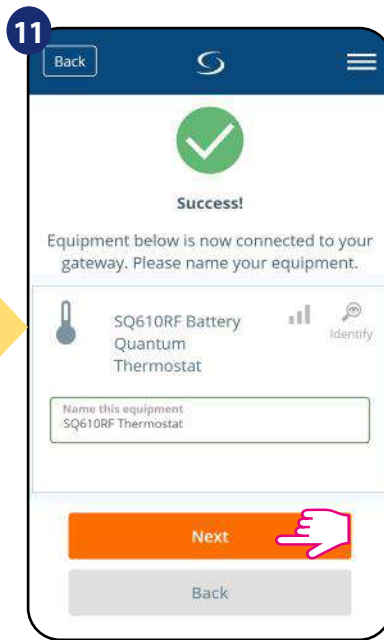 11
Back
Success!
Equipment below is now connected to your
gateway. Please name your equipment.
SQ610RF Battery
Quantum
Thermostat
Identify
Name this equipment
SQ610RF Thermostat
Next
Back